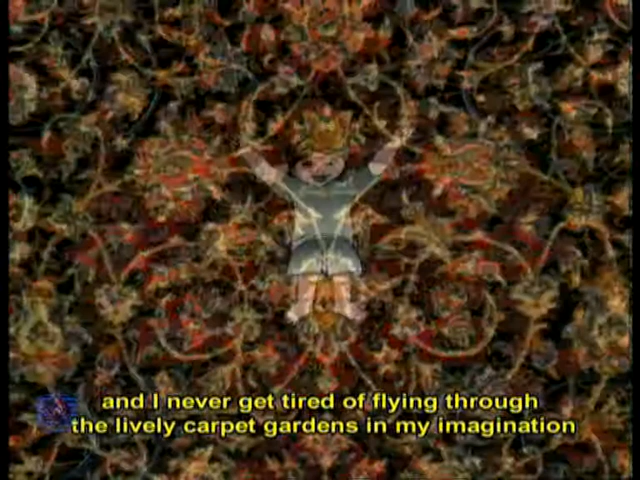 and I never get tired of flying through
the lively carpet gardens in my imagination